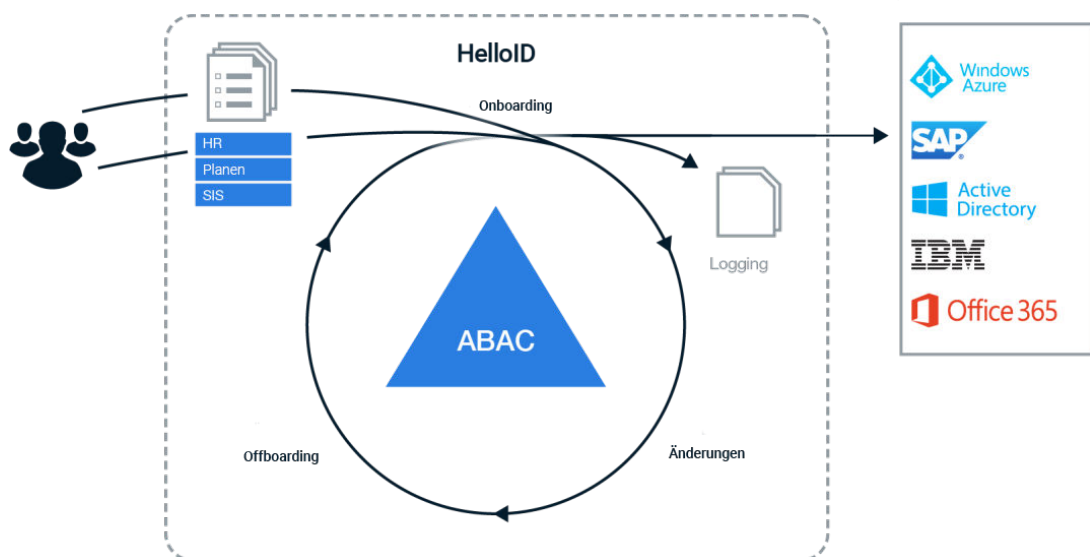 HelloID
Onboarding
HR
Planen
SIS
Logging
ABAC
Offboarding
Änderungen
Windows
Azure
SAP
®
Active
Directory
IBM
Office 365